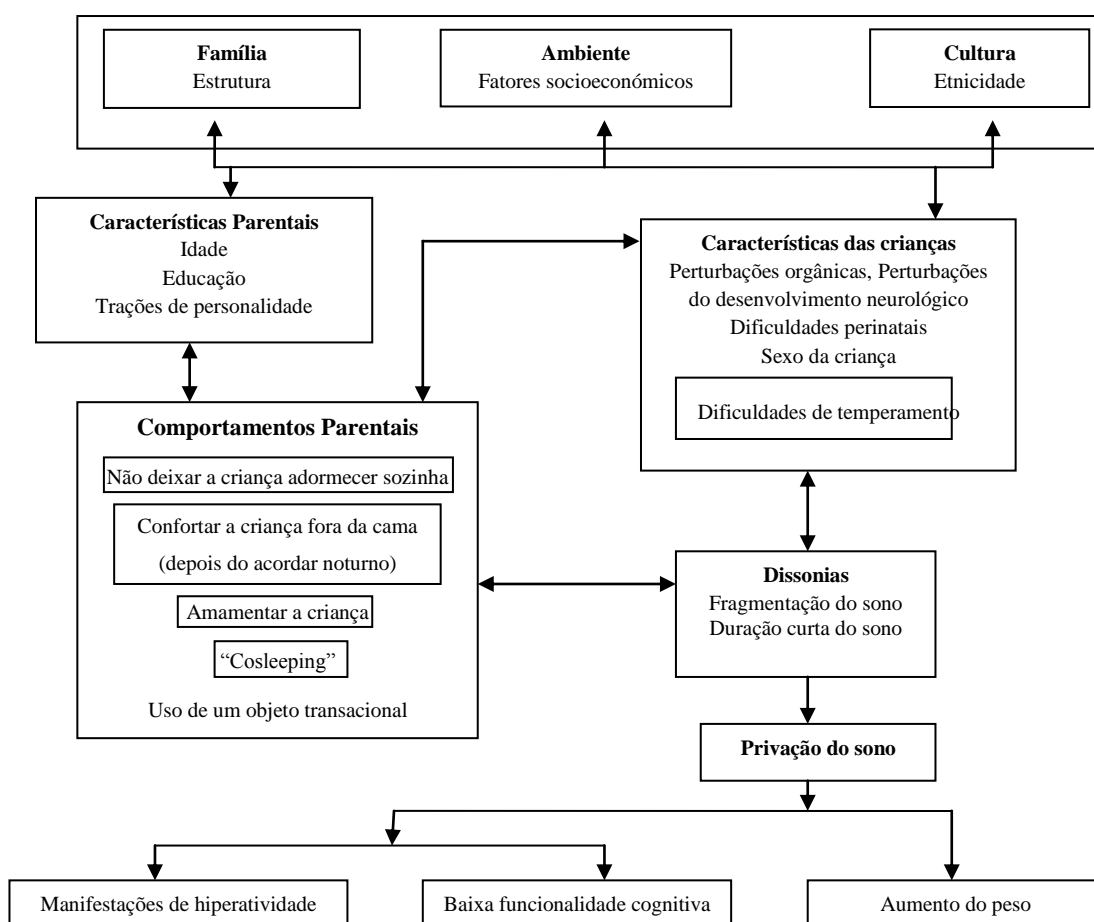 Família
Estrutura
Ambiente
Fatores socioeconómicos
Cultura
Etnicidade
Características Parentais
Idade
Educação
Trações de personalidade
Características das crianças
Perturbações orgânicas, Perturbações
do desenvolvimento neurológico
Dificuldades perinatais
Sexo da criança
Dificuldades de temperamento
Comportamentos Parentais
Não deixar a criança adormecer sozinha
Confortar a criança fora da cama
(depois do acordar noturno)
Amamentar a criança
“Cosleeping”
Uso de um objeto transacional
Dissonias
Fragmentação do sono
Duração curta do sono
Privação do sono
Manifestações de hiperatividade
Baixa funcionalidade cognitiva
Aumento do peso